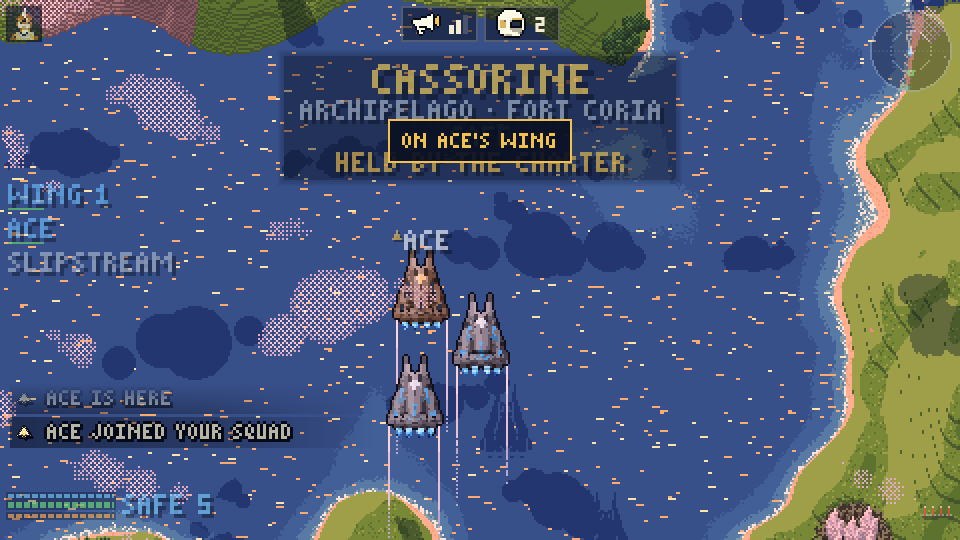 2
CASSORINE
ARCHIPELAGO · FORT CORIA
ON ACE'S WING
HELD BY THE CHARTER
WING 1
ACE
SLIPSTREAM
ACE
ACE IS HERE
ACE JOINED YOUR SQUAD
SAFE 5